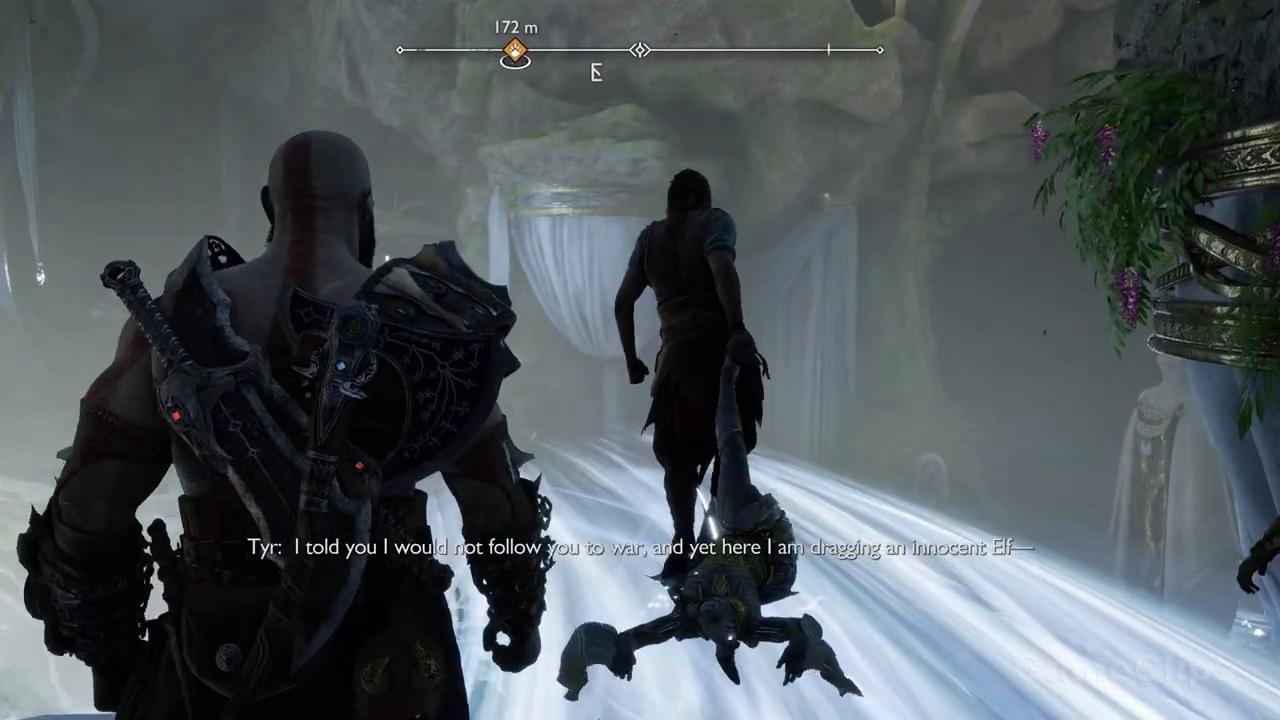 172 m
E
Tyr: I told you I would not follow you to war, and yet here I am dragging an innocent Elf—